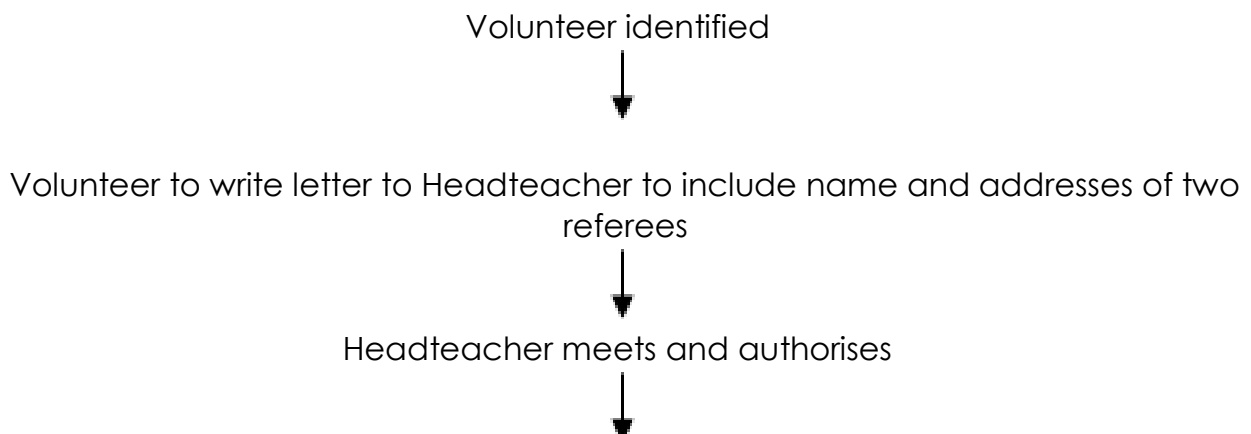 Volunteer identified
Volunteer to write letter to Headteacher to include name and addresses of two
referees
Headteacher meets and authorises